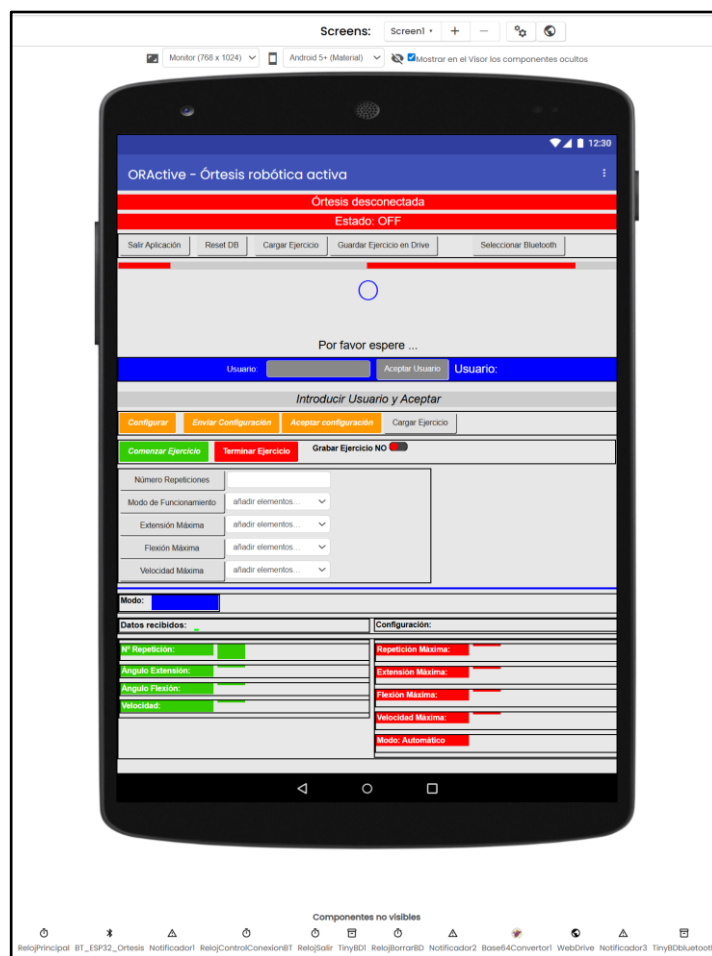 Screens: Screen1 + −
Monitor (768 x 1024) Android 5+ (Material) Mostrar en el Visor los componentes ocultos
12:30
ORActive - Órtesis robótica activa
Órtesis desconectada
Estado: OFF
Salir Aplicación Reset DB Cargar Ejercicio Guardar Ejercicio en Drive Seleccionar Bluetooth
Por favor espere ...
Usuario: Aceptar Usuario Usuario:
Introducir Usuario y Aceptar
Configurar Enviar Configuración Aceptar configuración Cargar Ejercicio
Comenzar Ejercicio Terminar Ejercicio Grabar Ejercicio NO
Número Repeticiones
Modo de Funcionamiento añadir elementos...
Extensión Máxima añadir elementos...
Flexión Máxima añadir elementos...
Velocidad Máxima añadir elementos...
Modo:
Datos recibidos: Configuración:
Nº Repetición: Repetición Máxima:
Ángulo Extensión: Extensión Máxima:
Ángulo Flexión: Flexión Máxima:
Velocidad: Velocidad Máxima:
Modo: Automático
Componentes no visibles
RelojPrincipal BT_ESP32_Ortesis Notificador1 RelojControlConexionBT RelojSalir TinyBD1 RelojBorrarBD Notificador2 Base64Convertor1 WebDrive Notificador3 TinyBDbluetooth